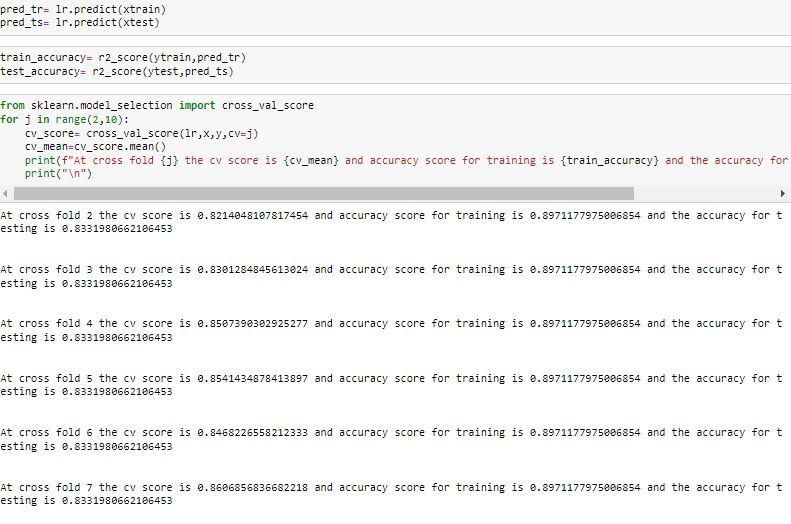 pred_tr= lr.predict(xtrain)
pred_ts= lr.predict(xtest)
train_accuracy= r2_score(ytrain,pred_tr)
test_accuracy= r2_score(ytest,pred_ts)
from sklearn.model_selection import cross_val_score
for j in range(2,10):
    cv_score= cross_val_score(lr,x,y,cv=j)
    cv_mean=cv_score.mean()
    print(f"At cross fold {j} the cv score is {cv_mean} and accuracy score for training is {train_accuracy} and the accuracy for
    print("\n")
At cross fold 2 the cv score is 0.8214048107817454 and accuracy score for training is 0.8971177975006854 and the accuracy for t
esting is 0.8331980662106453
At cross fold 3 the cv score is 0.8301284845613024 and accuracy score for training is 0.8971177975006854 and the accuracy for t
esting is 0.8331980662106453
At cross fold 4 the cv score is 0.8507390302925277 and accuracy score for training is 0.8971177975006854 and the accuracy for t
esting is 0.8331980662106453
At cross fold 5 the cv score is 0.8541434878413897 and accuracy score for training is 0.8971177975006854 and the accuracy for t
esting is 0.8331980662106453
At cross fold 6 the cv score is 0.8468226558212333 and accuracy score for training is 0.8971177975006854 and the accuracy for t
esting is 0.8331980662106453
At cross fold 7 the cv score is 0.8606856836682218 and accuracy score for training is 0.8971177975006854 and the accuracy for t
esting is 0.8331980662106453